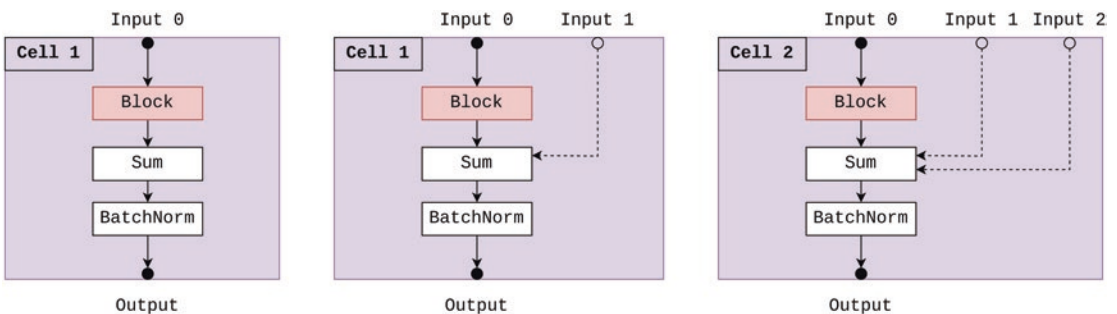 Input 0
Cell 1
Block
Sum
BatchNorm
Output
Input 0 Input 1
Cell 1
Block
Sum
BatchNorm
Output
Input 0 Input 1 Input 2
Cell 2
Block
Sum
BatchNorm
Output